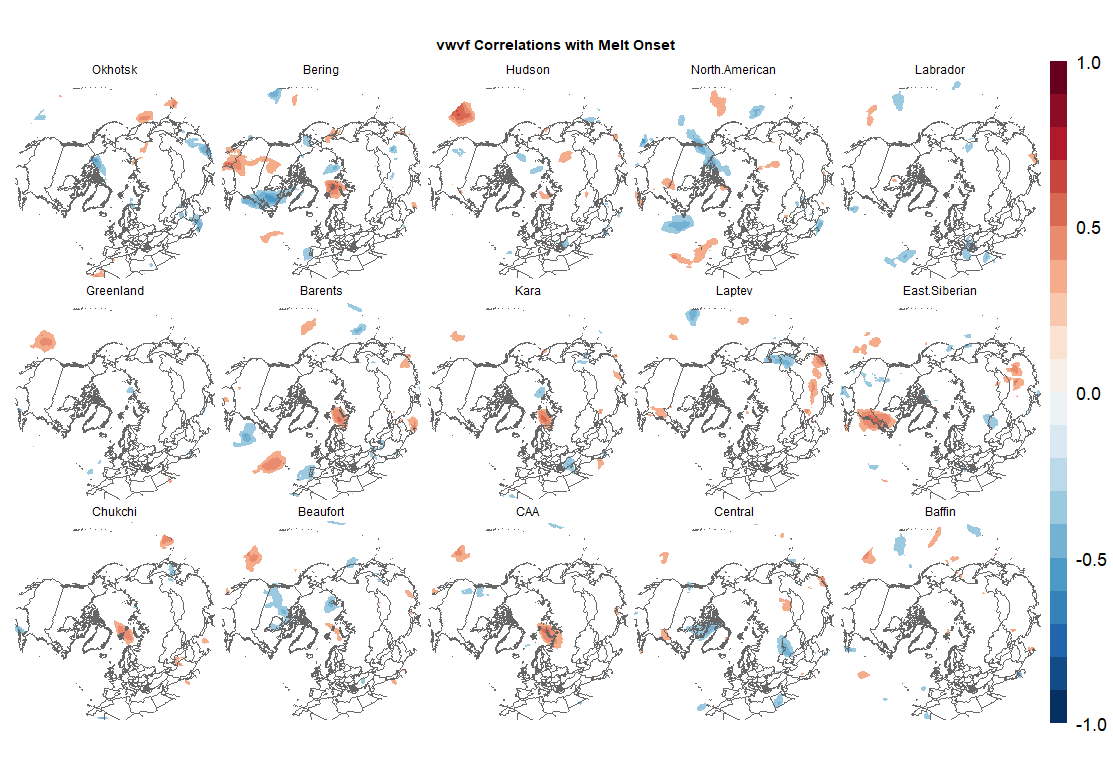 vwvf Correlations with Melt Onset
Okhotsk
Bering
Hudson
North.American
Labrador
Greenland
Barents
Kara
Laptev
East.Siberian
Chukchi
Beaufort
CAA
Central
Baffin
1.0
0.5
0.0
-0.5
-1.0